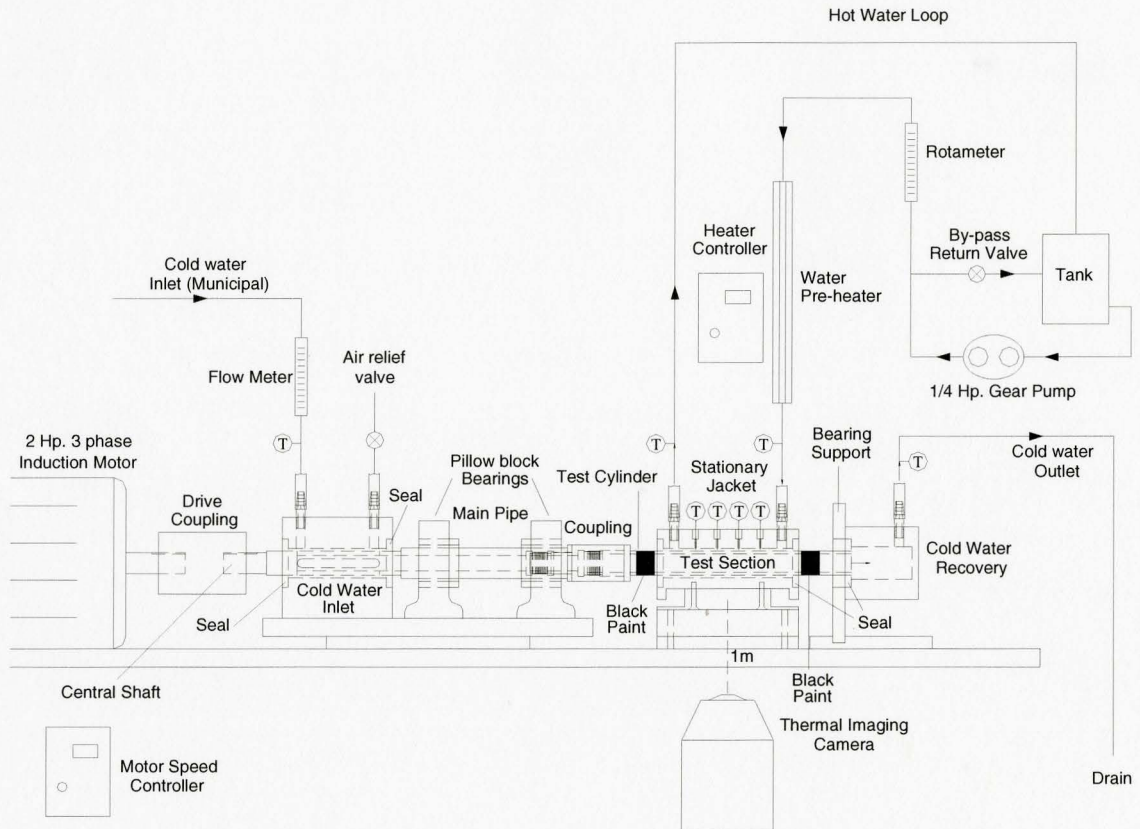 Hot Water Loop
Rotameter
Heater
Controller
By-pass
Return Valve
Tank
Water
Pre-heater
Cold water
Inlet (Municipal)
Air relief
valve
Flow Meter
1/4 Hp. Gear Pump
2 Hp. 3 phase
Induction Motor
T
T
T
T
Bearing
Support
Cold water
Outlet
Pillow block
Bearings
Test Cylinder
Stationary
Jacket
Drive
Coupling
Seal
Main Pipe
Coupling
T T T T
Test Section
Cold Water
Recovery
Cold Water
Inlet
Seal
Black
Paint
Seal
1m
Central Shaft
Black
Paint
Thermal Imaging
Camera
Motor Speed
Controller
Drain